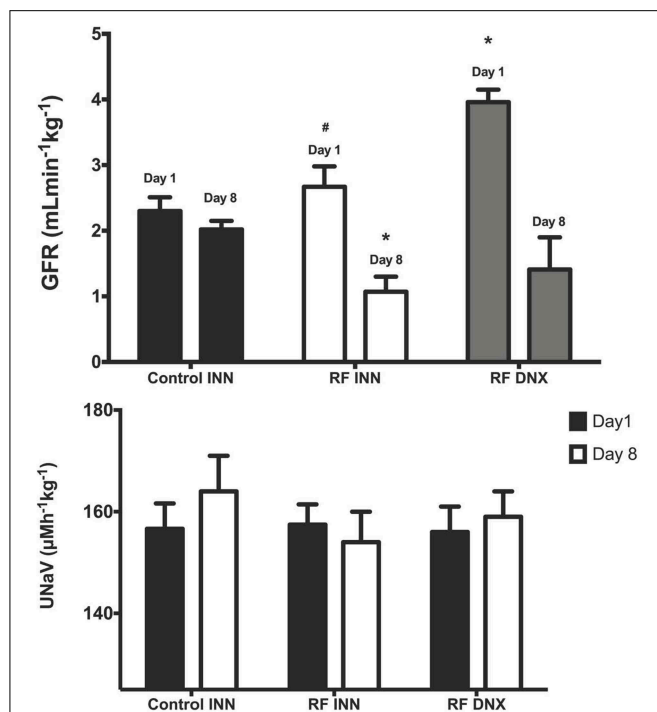 5
4
3
2
1
0
GFR (mLmin⁻¹kg⁻¹)
Day 1
Day 8
#
Day 1
*
Day 8
*
Day 1
Day 8
Control INN
RF INN
RF DNX
180
160
140
UNaV (µMh⁻¹kg⁻¹)
Day1
Day 8
Control INN
RF INN
RF DNX